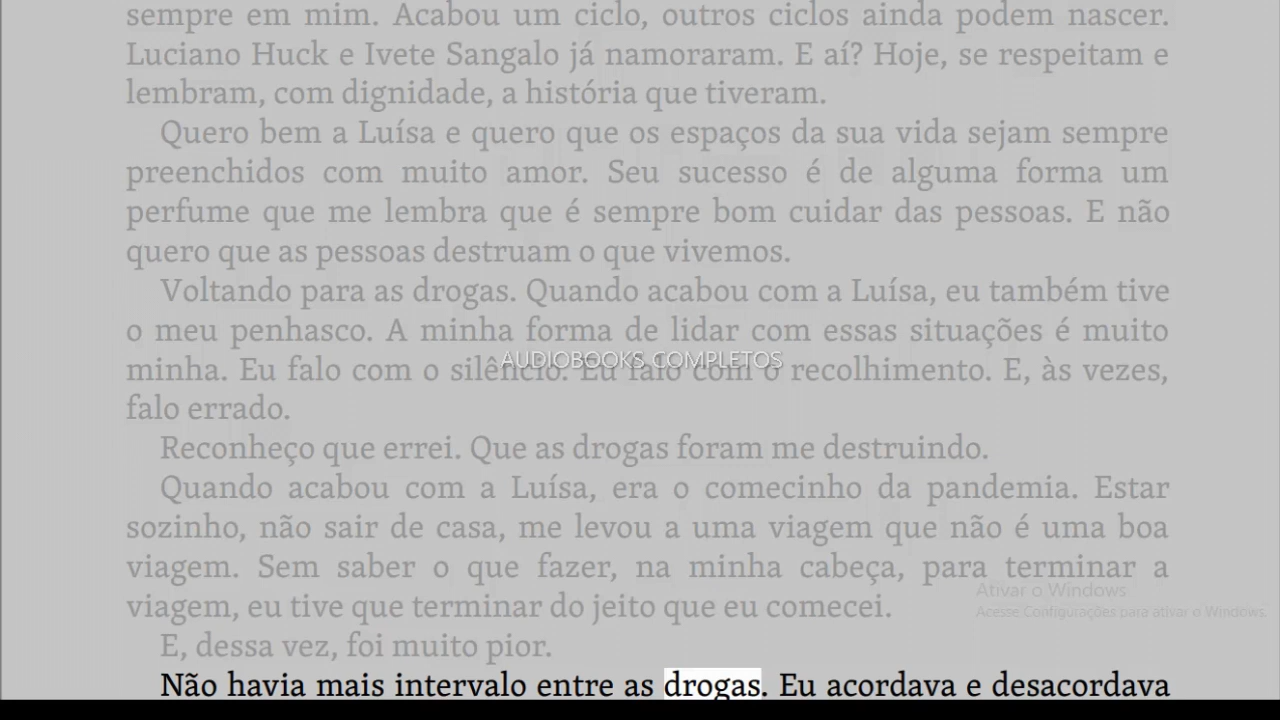 sempre em mim. Acabou um ciclo, outros ciclos ainda podem nascer.
Luciano Huck e Ivete Sangalo já namoraram. E aí? Hoje, se respeitam e
lembram, com dignidade, a história que tiveram.
Quero bem a Luísa e quero que os espaços da sua vida sejam sempre
preenchidos com muito amor. Seu sucesso é de alguma forma um
perfume que me lembra que é sempre bom cuidar das pessoas. E não
quero que as pessoas destruam o que vivemos.
Voltando para as drogas. Quando acabou com a Luísa, eu também tive
o meu penhasco. A minha forma de lidar com essas situações é muito
AUDIOBOOKS COMPLETOS
minha. Eu falo com o silêncio. Eu falo com o recolhimento. E, às vezes,
falo errado.
Reconheço que errei. Que as drogas foram me destruindo.
Quando acabou com a Luísa, era o comecinho da pandemia. Estar
sozinho, não sair de casa, me levou a uma viagem que não é uma boa
viagem. Sem saber o que fazer, na minha cabeça, para terminar a
Ativar o Windows
viagem, eu tive que terminar do jeito que eu comecei.
Acesse Configurações para ativar o Windows.
E, dessa vez, foi muito pior.
Não havia mais intervalo entre as drogas. Eu acordava e desacordava